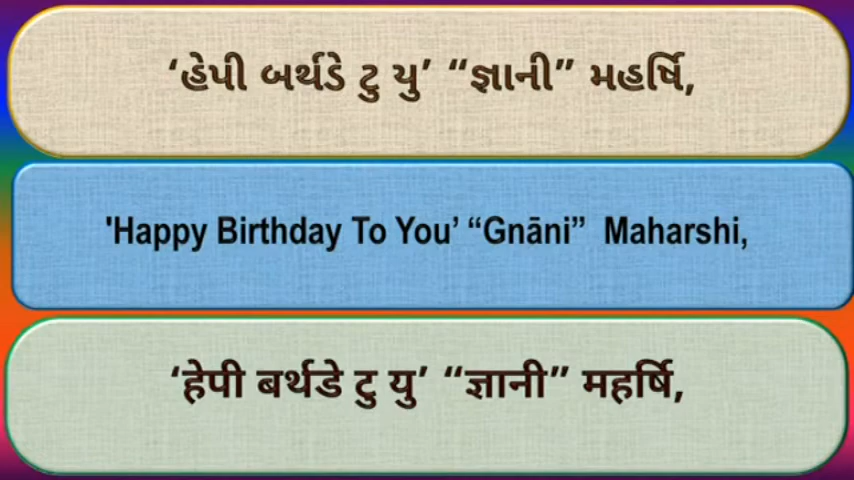 ‘હેપી બર્થડે ટુ યુ’ “જ્ઞાની” મહર્ષિ,
'Happy Birthday To You’ “Gnāni” Maharshi,
‘हेपी बर्थडे टु यु’ “ज्ञानी” महर्षि,